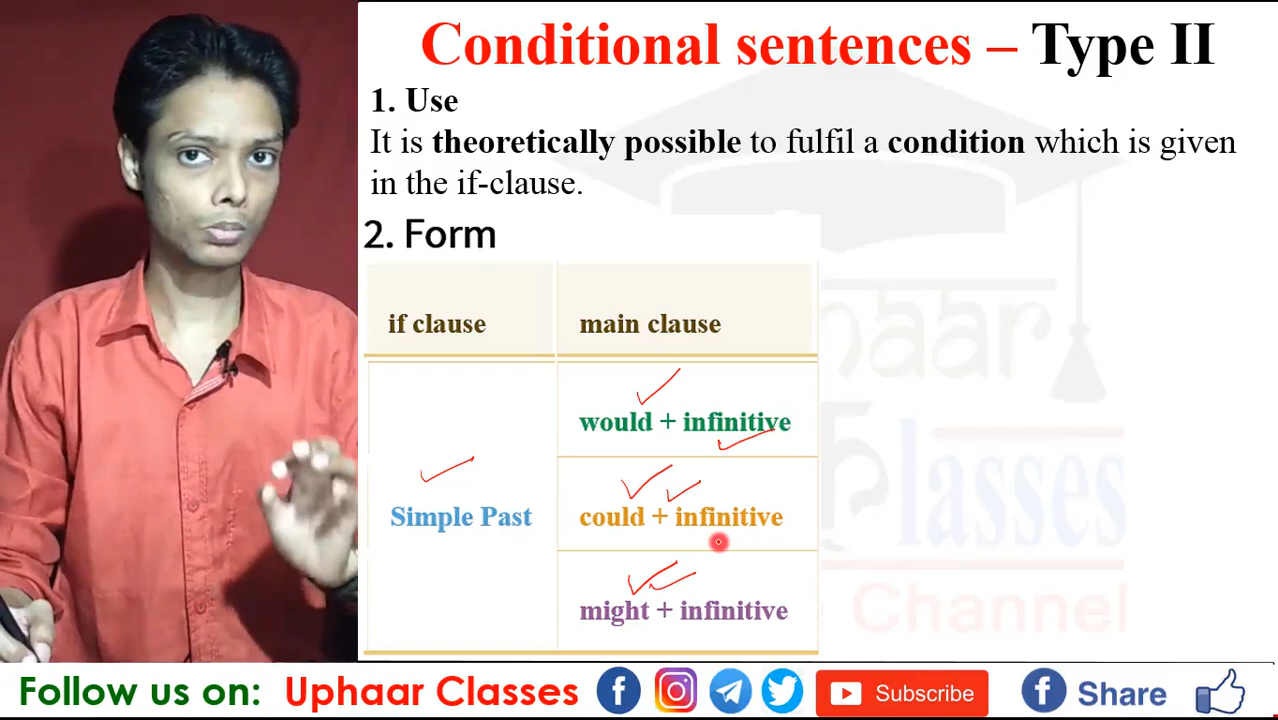 Conditional sentences – Type II
1. Use
It is theoretically possible to fulfil a condition which is given
in the if-clause.
2. Form
if clause
main clause
would + infinitive
Simple Past
could + infinitive
might + infinitive
lasses
Channel
Follow us on: Uphaar Classes
Subscribe
Share